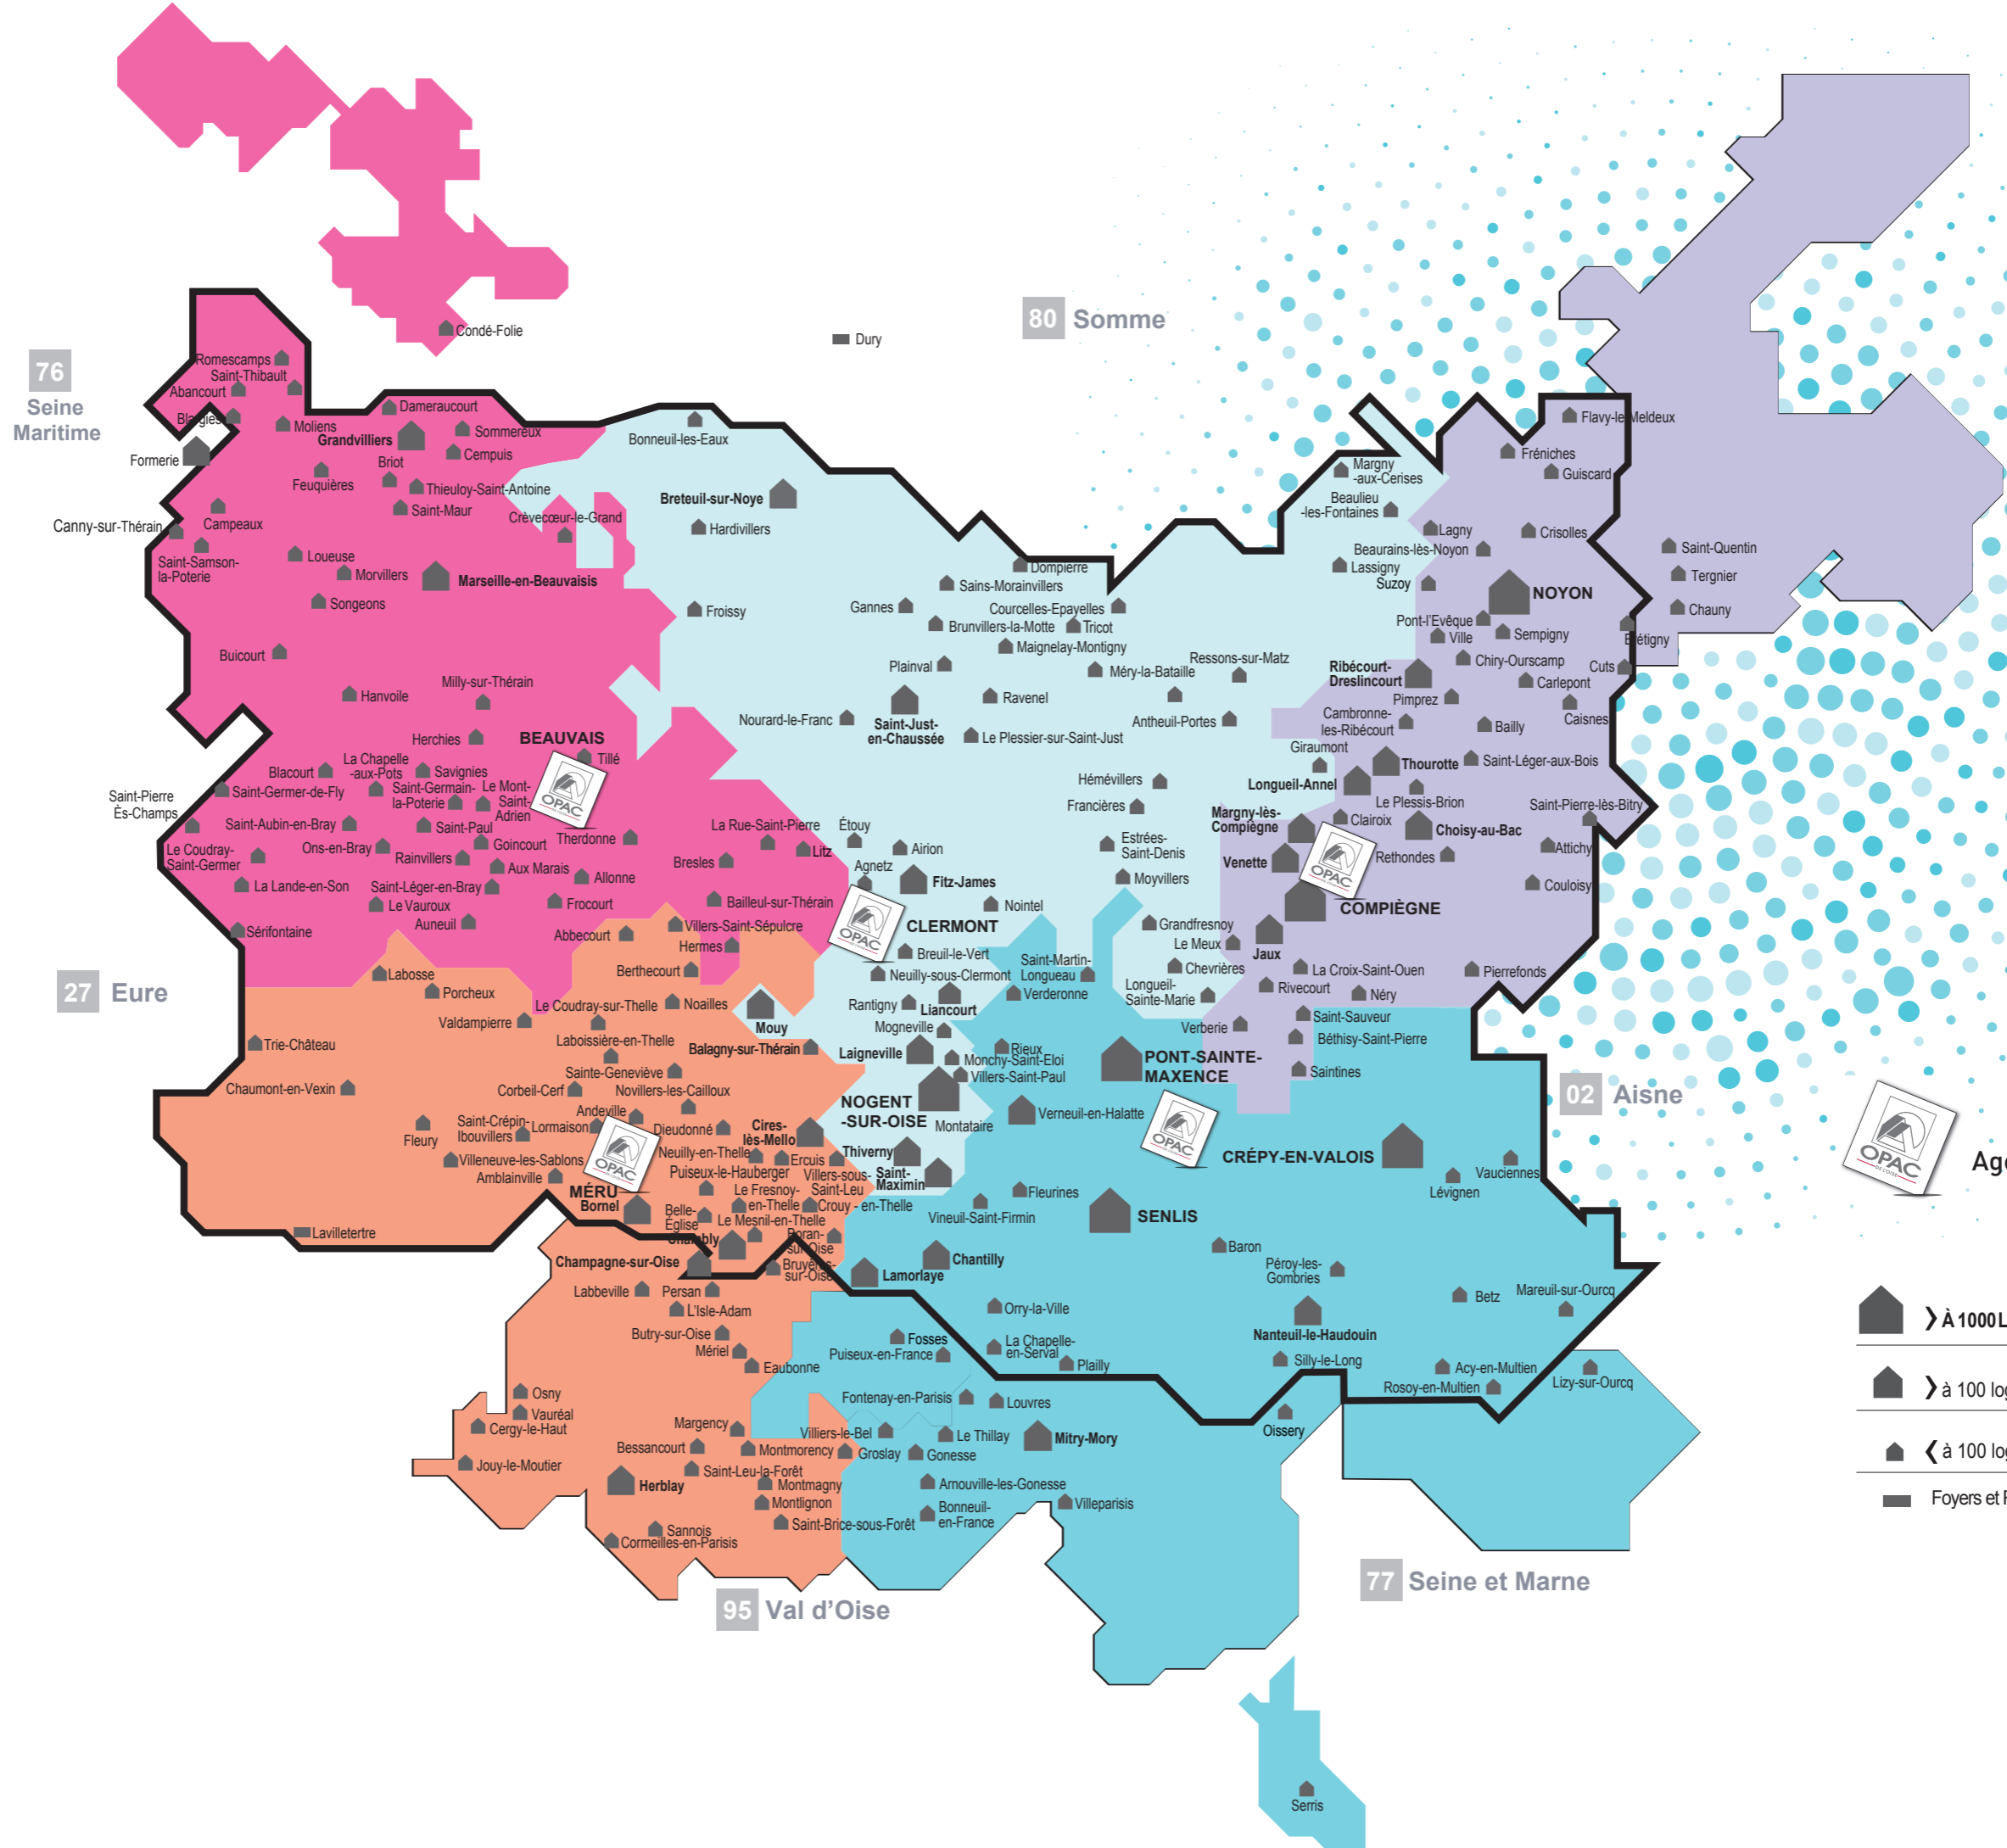 Condé-Folie
Dury
80 Somme
76
Seine
Maritime
Romescamps
Saint-Thibault
Abancourt
Blargies
Formerie
Moliens
Dameraucourt
Grandvilliers
Sommereux
Cempuis
Briot
Feuquières
Thieuloy-Saint-Antoine
Saint-Maur
Crèvecœur-le-Grand
Campeaux
Canny-sur-Thérain
Saint-Samson-
la-Poterie
Loueuse
Morvillers
Marseille-en-Beauvaisis
Songeons
Buicourt
Hanvoile
Milly-sur-Thérain
Herchies
BEAUVAIS
Tillé
OPAC
La Chapelle
-aux-Pots
Blacourt
Savignies
Saint-Germer-de-Fly
Saint-Germain-
la-Poterie
Le Mont-
Saint-
Adrien
Saint-Pierre
Ès-Champs
Saint-Aubin-en-Bray
Saint-Paul
Therdonne
Le Coudray-
Saint-Germer
Ons-en-Bray
Goincourt
Rainvillers
Aux Marais
Allonne
La Lande-en-Son
Saint-Léger-en-Bray
Le Vauroux
Frocourt
Auneuil
Sérifontaine
La Rue-Saint-Pierre
Litz
Bresles
Bailleul-sur-Thérain
Villers-Saint-Sépulcre
Hermes
Abbecourt
Berthecourt
Bonneuil-les-Eaux
Breteuil-sur-Noye
Hardivillers
Froissy
Dompierre
Sains-Morainvillers
Gannes
Courcelles-Epayelles
Brunvillers-la-Motte
Tricot
Maignelay-Montigny
Plainval
Méry-la-Bataille
Ressons-sur-Matz
Ravenel
Nourard-le-Franc
Saint-Just-
en-Chaussée
Antheuil-Portes
Le Plessier-sur-Saint-Just
Hémévillers
Francières
Estrées-
Saint-Denis
Moyvillers
Étouy
Airion
Agnetz
Fitz-James
Nointel
OPAC
CLERMONT
Breuil-le-Vert
Neuilly-sous-Clermont
Rantigny
Liancourt
Mogneville
Laigneville
Monchy-Saint-Eloi
Villers-Saint-Paul
NOGENT
-SUR-OISE
Montataire
Thiverny
Saint-
Maximin
Mouy
Grandfresnoy
Le Meux
Chevrières
Longueil-
Sainte-Marie
Margny
-aux-Cerises
Beaulieu
-les-Fontaines
Lassigny
Flavy-le-Meldeux
Fréniches
Guiscard
Lagny
Crisolles
Beaurains-lès-Noyon
Suzoy
NOYON
Pont-l'Evêque
Ville
Sempigny
Saint-Quentin
Tergnier
Chauny
Brétigny
Ribécourt-
Dreslincourt
Chiry-Ourscamp
Cuts
Carlepont
Pimprez
Caisnes
Cambronne-
les-Ribécourt
Bailly
Giraumont
Thourotte
Saint-Léger-aux-Bois
Longueil-Annel
Le Plessis-Brion
Saint-Pierre-lès-Bitry
Margny-lès-
Compiègne
Clairoix
Choisy-au-Bac
Venette
OPAC
Rethondes
Attichy
Couloisy
COMPIÈGNE
Jaux
La Croix-Saint-Ouen
Pierrefonds
Rivecourt
Néry
Saint-Sauveur
Verberie
Béthisy-Saint-Pierre
Saintines
27 Eure
Labosse
Porcheux
Le Coudray-sur-Thelle
Noailles
Valdampierre
Laboissière-en-Thelle
Balagny-sur-Thérain
Trie-Château
Sainte-Geneviève
Chaumont-en-Vexin
Corbeil-Cerf
Novillers-les-Cailloux
Andeville
Saint-Crépin-
Ibouvillers
Lormaison
Fleury
Dieudonné
Cires-
lès-Mello
Neuilly-en-Thelle
Ercuis
Villeneuve-les-Sablons
Puiseux-le-Hauberger
Villers-sous-
Saint-Leu
Amblainville
OPAC
MÉRU
Bornel
Belle-
Église
Le Fresnoy-
en-Thelle
Crouy - en-Thelle
Le Mesnil-en-Thelle
Lavilletertre
Chambly
Boran-
sur-Oise
Champagne-sur-Oise
Bruyères-
sur-Oise
Labbeville
Persan
L'Isle-Adam
Butry-sur-Oise
Mériel
Eaubonne
Osny
Vauréal
Cergy-le-Haut
Jouy-le-Moutier
Margency
Bessancourt
Montmorency
Saint-Leu-la-Forêt
Herblay
Montmagny
Montlignon
Saint-Brice-sous-Forêt
Sannois
Cormeilles-en-Parisis
95 Val d'Oise
Saint-Martin-
Longueau
Verderonne
Rieux
PONT-SAINTE-
MAXENCE
OPAC
Verneuil-en-Halatte
CRÉPY-EN-VALOIS
Vauciennes
Lévignen
Fleurines
Vineuil-Saint-Firmin
SENLIS
Baron
Chantilly
Lamorlaye
Péroy-les-
Gombries
Betz
Mareuil-sur-Ourcq
Orry-la-Ville
Nanteuil-le-Haudouin
Fosses
La Chapelle-
en-Serval
Puiseux-en-France
Plailly
Silly-le-Long
Acy-en-Multien
Rosoy-en-Multien
Lizy-sur-Ourcq
Fontenay-en-Parisis
Louvres
Oissery
Villiers-le-Bel
Le Thillay
Mitry-Mory
Groslay
Gonesse
Arnouville-les-Gonesse
Villeparisis
Bonneuil-
en-France
77 Seine et Marne
Serris
02 Aisne
OPAC
DE L'OISE
Age
❯ À 1000 L
❯ à 100 log
❮ à 100 log
Foyers et R